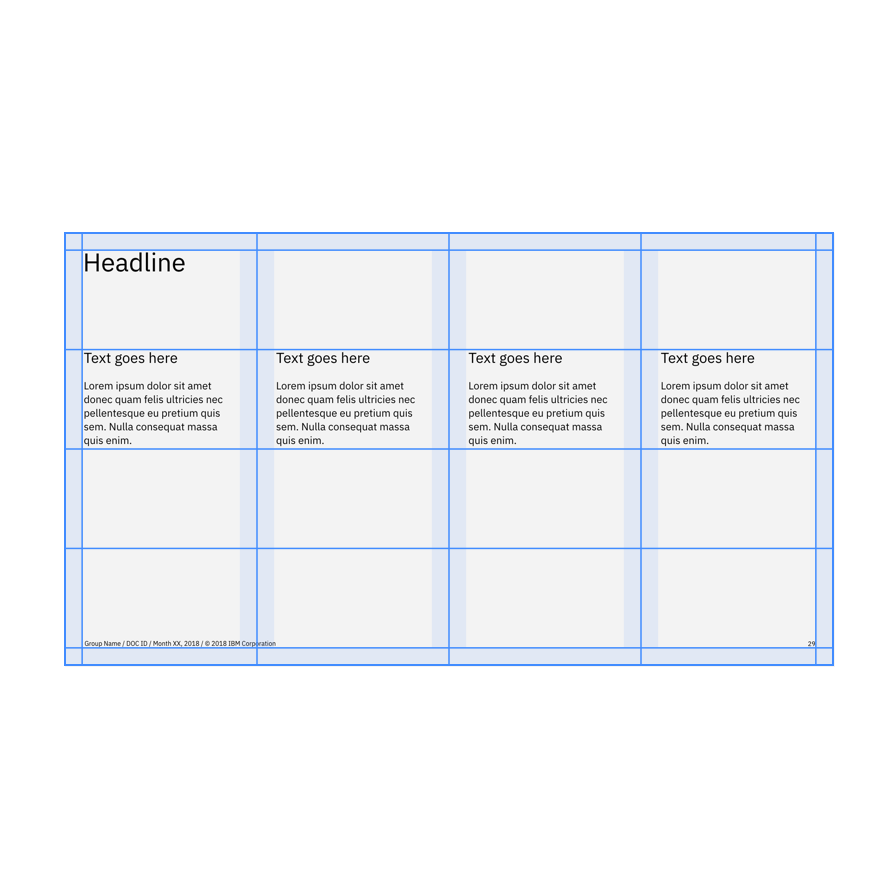 Headline
Text goes here
Lorem ipsum dolor sit amet
donec quam felis ultricies nec
pellentesque eu pretium quis
sem. Nulla consequat massa
quis enim.
Text goes here
Lorem ipsum dolor sit amet
donec quam felis ultricies nec
pellentesque eu pretium quis
sem. Nulla consequat massa
quis enim.
Text goes here
Lorem ipsum dolor sit amet
donec quam felis ultricies nec
pellentesque eu pretium quis
sem. Nulla consequat massa
quis enim.
Text goes here
Lorem ipsum dolor sit amet
donec quam felis ultricies nec
pellentesque eu pretium quis
sem. Nulla consequat massa
quis enim.
Group Name / DOC ID / Month XX, 2018 / © 2018 IBM Corporation
29